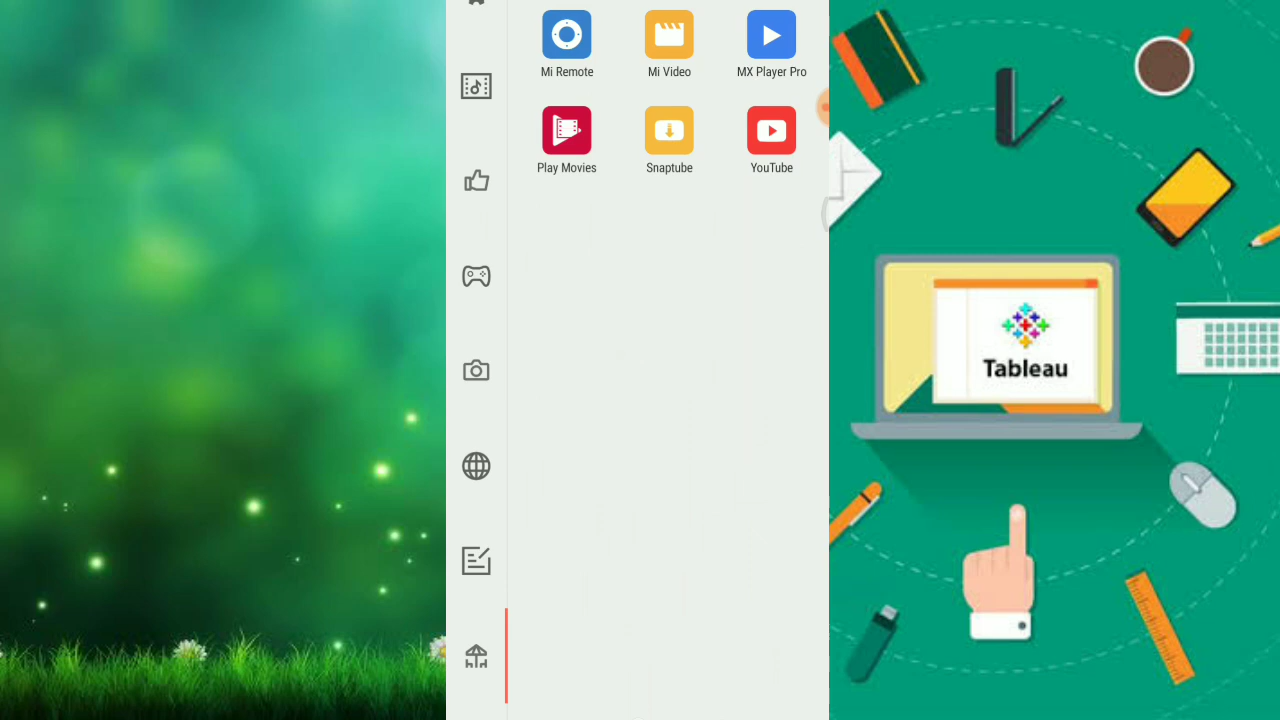 Mi Remote
Mi Video
MX Player Pro
Play Movies
Snaptube
YouTube
Tableau